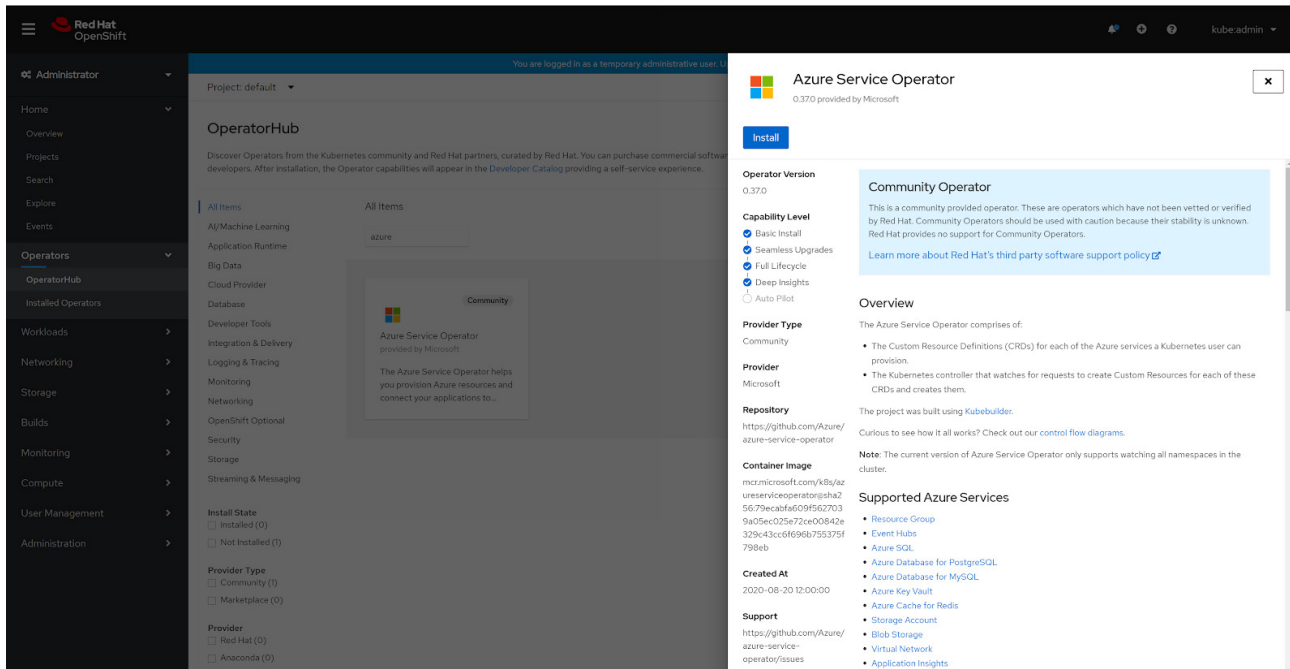 Red Hat
OpenShift
kube:admin
Administrator
Home
Overview
Projects
Search
Explore
Events
Operators
OperatorHub
Installed Operators
Workloads
Networking
Storage
Builds
Monitoring
Compute
User Management
Administration
You are logged in as a temporary administrative user. U
Project: default
OperatorHub
Discover Operators from the Kubernetes community and Red Hat partners, curated by Red Hat. You can purchase commercial softwar
developers. After installation, the Operator capabilities will appear in the Developer Catalog providing a self-service experience.
All Items
AI/Machine Learning
Application Runtime
Big Data
Cloud Provider
Database
Developer Tools
Integration & Delivery
Logging & Tracing
Monitoring
Networking
OpenShift Optional
Security
Storage
Streaming & Messaging
Install State
Installed (0)
Not Installed (1)
Provider Type
Community (1)
Marketplace (0)
Provider
Red Hat (0)
Anaconda (0)
All Items
azure
Community
Azure Service Operator
provided by Microsoft
The Azure Service Operator helps
you provision Azure resources and
connect your applications to...
Azure Service Operator
0.37.0 provided by Microsoft
Install
Operator Version
0.37.0
Capability Level
Basic Install
Seamless Upgrades
Full Lifecycle
Deep Insights
Auto Pilot
Provider Type
Community
Provider
Microsoft
Repository
https://github.com/Azure/
azure-service-operator
Container Image
mcr.microsoft.com/k8s/az
ureserviceoperator@sha2
56:79ecabfa609f562703
9a05ec025e72ce00842e
329c43cc6f696b755375f
798eb
Created At
2020-08-20 12:00:00
Support
https://github.com/Azure/
azure-service-
operator/issues
Community Operator
This is a community provided operator. These are operators which have not been vetted or verified
by Red Hat. Community Operators should be used with caution because their stability is unknown.
Red Hat provides no support for Community Operators.
Learn more about Red Hat's third party software support policy
Overview
The Azure Service Operator comprises of:
• The Custom Resource Definitions (CRDs) for each of the Azure services a Kubernetes user can
provision.
• The Kubernetes controller that watches for requests to create Custom Resources for each of these
CRDs and creates them.
The project was built using Kubebuilder.
Curious to see how it all works? Check out our control flow diagrams.
Note: The current version of Azure Service Operator only supports watching all namespaces in the
cluster.
Supported Azure Services
• Resource Group
• Event Hubs
• Azure SQL
• Azure Database for PostgreSQL
• Azure Database for MySQL
• Azure Key Vault
• Azure Cache for Redis
• Storage Account
• Blob Storage
• Virtual Network
• Application Insights